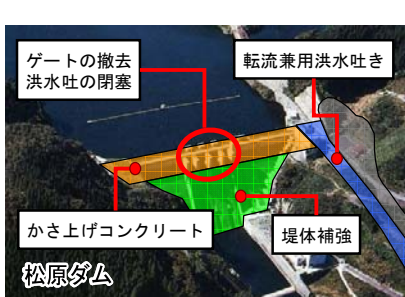 ゲートの撤去
洪水吐の閉塞
転流兼用洪水吐き
かさ上げコンクリート
堤体補強
松原ダム